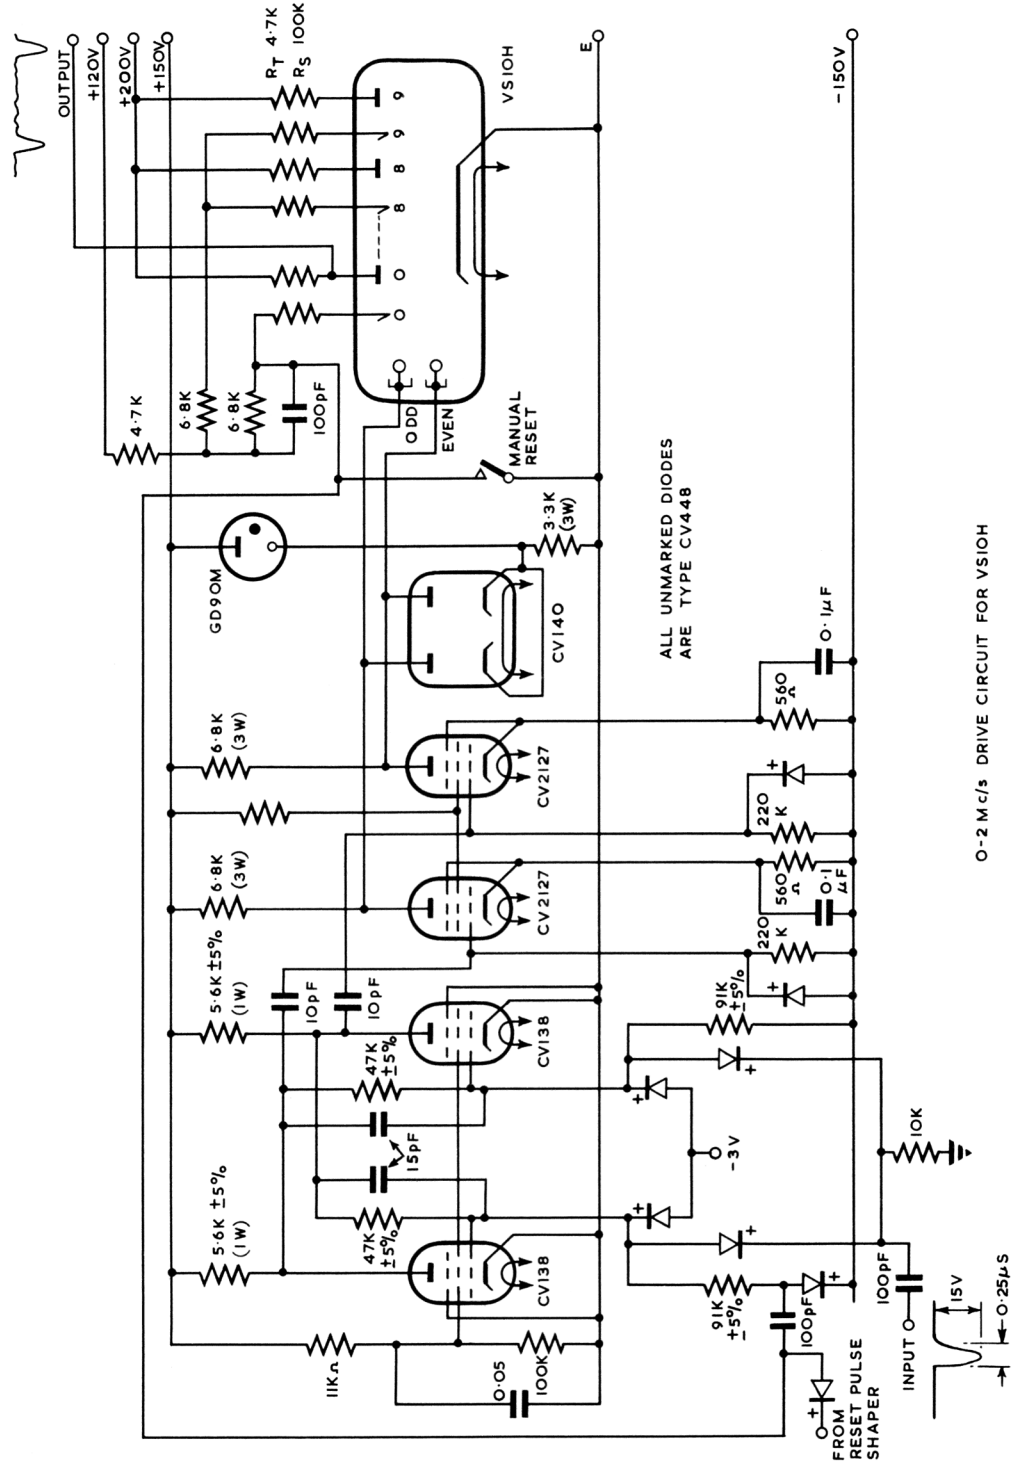 OUTPUT
+120V
+200V
+150V
RT 4·7K
RS 100K
9
9
8
8
O
O
VS10H
E
-150V
4·7K
6·8K
6·8K
100pF
ODD
EVEN
MANUAL
RESET
GD90M
3·3K
(3W)
CV140
ALL UNMARKED DIODES
ARE TYPE CV448
6·8K
(3W)
CV2127
560
Ω
0·1µF
220
K
6·8K
(3W)
CV2127
560
Ω
0·1
µF
220
K
5·6K ±5%
(1W)
10pF
10pF
CV138
91K
±5%
47K
±5%
15pF
-3V
10K
5·6K ±5%
(1W)
47K
±5%
CV138
91K
±5%
100pF
100pF
11KΩ
0·05
100K
FROM
RESET PULSE
SHAPER
INPUT
15V
0·25µS
0-2 Mc/s DRIVE CIRCUIT FOR VS10H